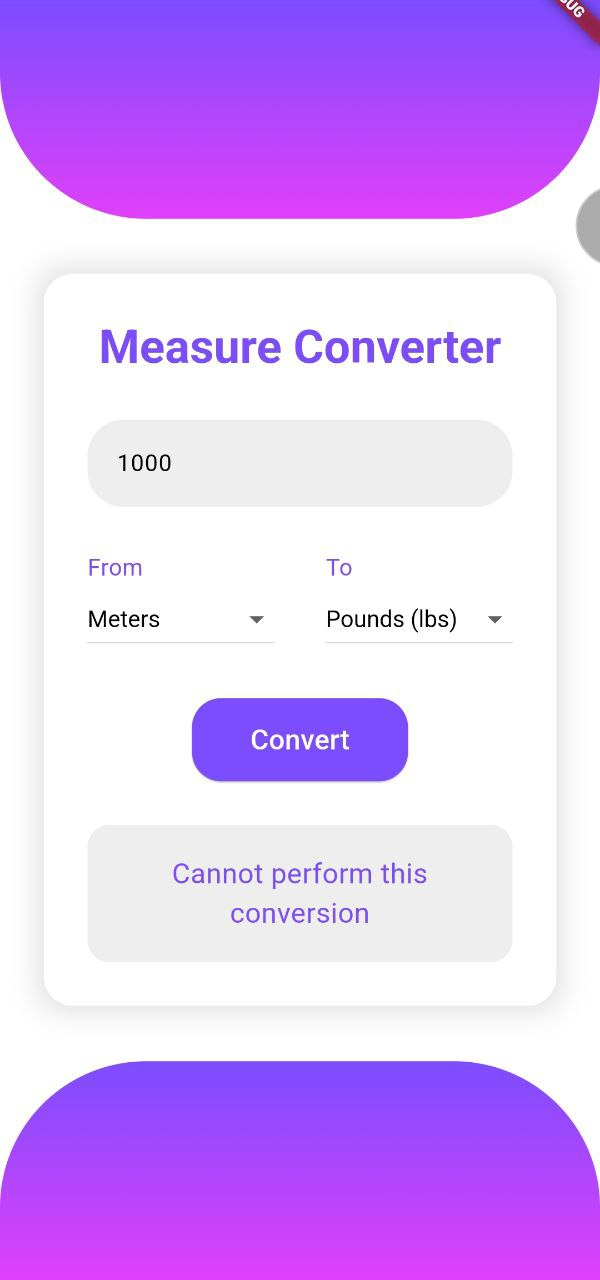 Measure Converter
1000
From To
Meters Pounds (lbs)
Convert
Cannot perform this
conversion